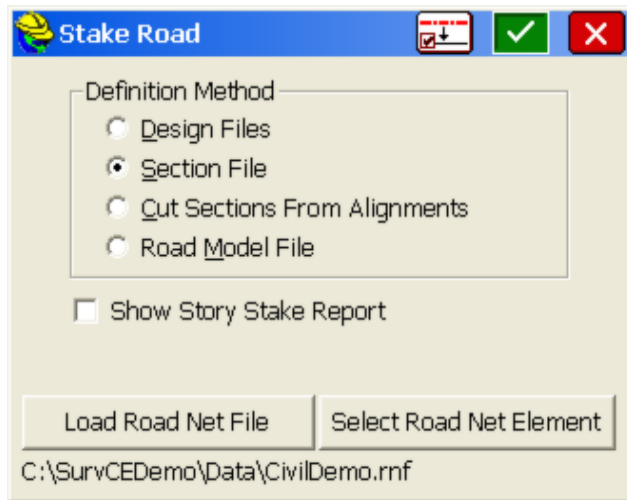 Stake Road
Definition Method
Design Files
Section File
Cut Sections From Alignments
Road Model File
Show Story Stake Report
Load Road Net File
Select Road Net Element
C:\SurvCEDemo\Data\CivilDemo.rnf